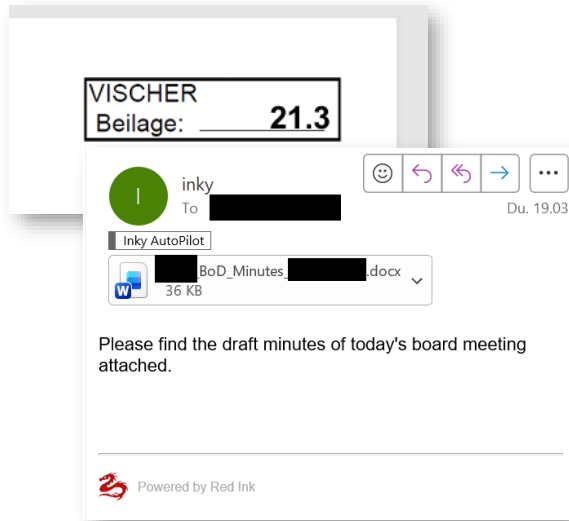 VISCHER
Beilage: 21.3
I
inky
To
Du. 19.03
Inky AutoPilot
_BoD_Minutes_ .docx
W
36 KB
Please find the draft minutes of today's board meeting
attached.
Powered by Red Ink